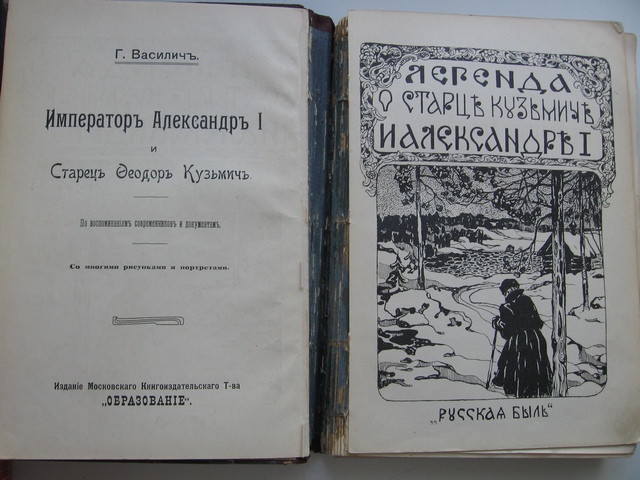 Г. Василичъ.
Императоръ Александръ I
и
Старецъ Ѳеодоръ Кузьмичъ.
По воспоминаніямъ современниковъ и документамъ.
Со многими рисунками и портретами.
Изданіе Московскаго Книгоиздательскаго Т-ва
„ОБРАЗОВАНІЕ".
ЛЕГЕНДА
О СТАРЦѢ КУЗЬМИЧѢ
И АЛЕКСАНДРѢ I
„РУССКАЯ БЫЛЬ"